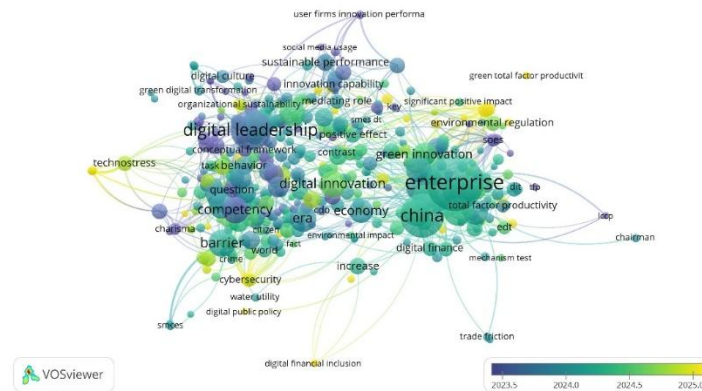 user firms innovation performa
social media usage
sustainable performance
digital culture
green total factor productivit
green digital transformation
innovation capability
organizational sustainability
mediating role
key
significant positive impact
smes dt
environmental regulation
digital leadership
positive effect
soes
conceptual framework
contrast
green innovation
technostress
task
behavior
question
digital innovation
enterprise
dit
tfp
competency
cdo
economy
total factor productivity
charisma
era
china
citizen
edt
chairman
barrier
fact
environmental impact
world
digital finance
crime
mechanism test
increase
cybersecurity
water utility
digital public policy
smces
trade friction
digital financial inclusion
VOSviewer
2023.5 2024.0 2024.5 2025.0